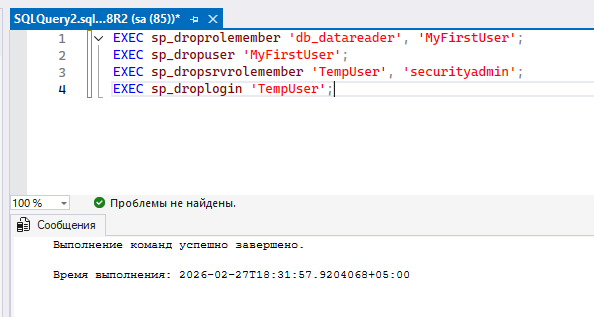 SQLQuery2.sql...8R2 (sa (85))*
1 EXEC sp_droprolemember 'db_datareader', 'MyFirstUser';
2 EXEC sp_dropuser 'MyFirstUser';
3 EXEC sp_dropsrvrolemember 'TempUser', 'securityadmin';
4 EXEC sp_droplogin 'TempUser';
100 % Проблемы не найдены.
Сообщения
Выполнение команд успешно завершено.
Время выполнения: 2026-02-27T18:31:57.9204068+05:00